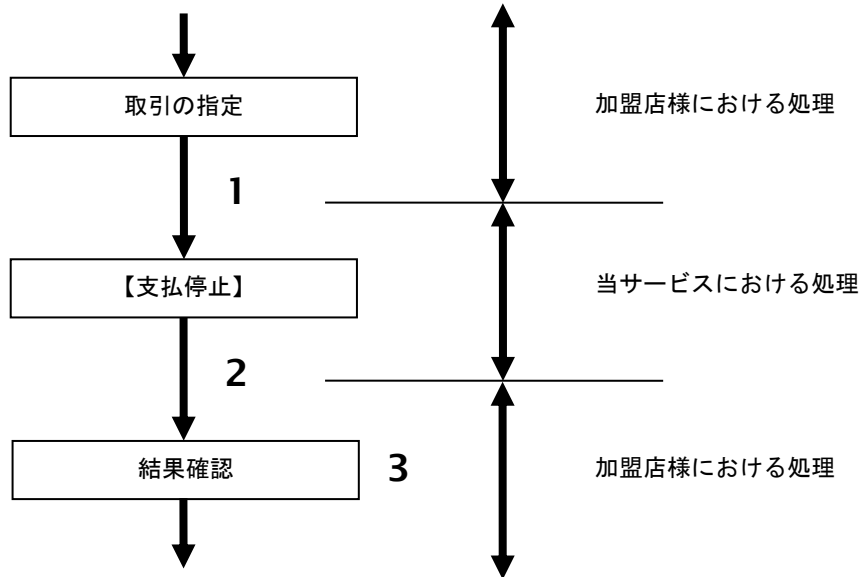 取引の指定
加盟店様における処理
1
【支払停止】
当サービスにおける処理
2
結果確認
3
加盟店様における処理